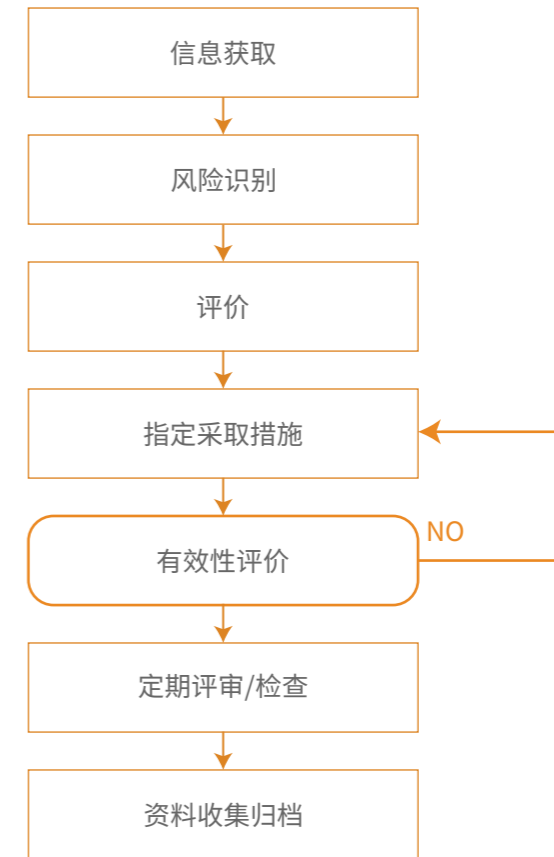 信息获取
风险识别
评价
指定采取措施
NO
有效性评价
定期评审/检查
资料收集归档